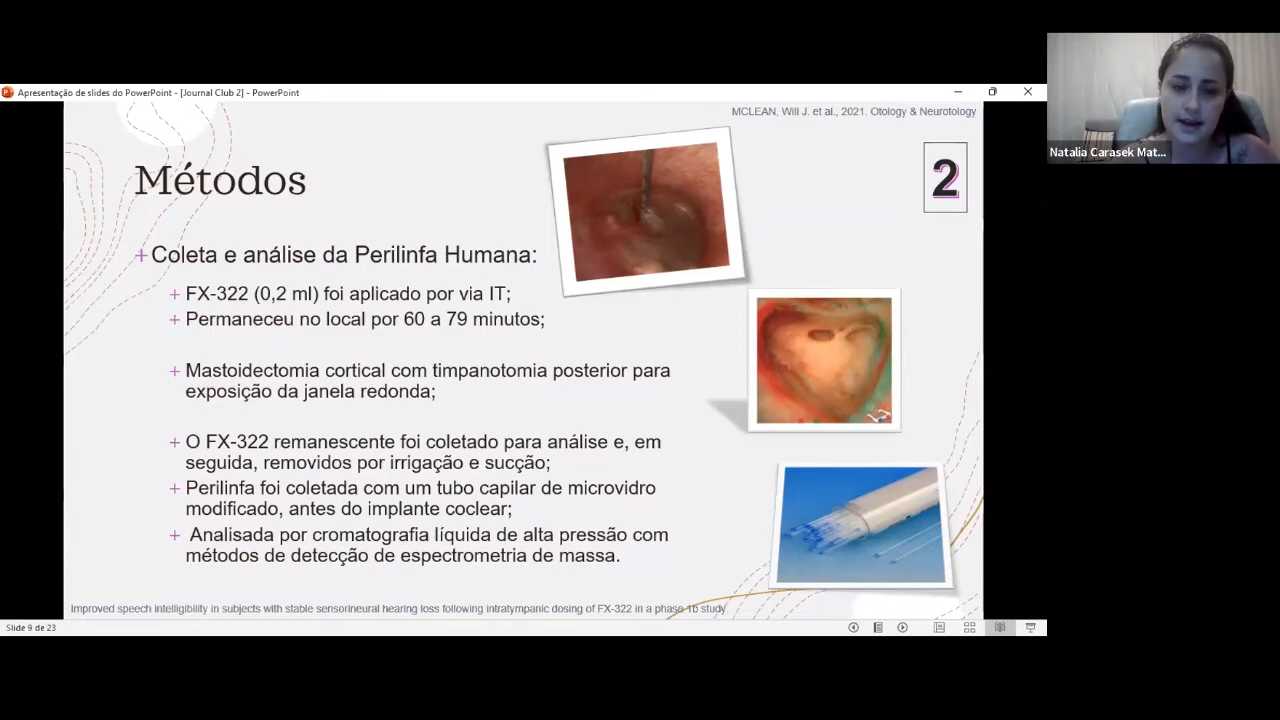 Apresentação de slides do PowerPoint - [Journal Club 2] - PowerPoint
MCLEAN, Will J. et al., 2021. Otology & Neurotology
Natalia Carasek Mat...
Métodos
2
+ Coleta e análise da Perilinfa Humana:
+ FX-322 (0,2 ml) foi aplicado por via IT;
+ Permaneceu no local por 60 a 79 minutos;
+ Mastoidectomia cortical com timpanotomia posterior para
exposição da janela redonda;
+ O FX-322 remanescente foi coletado para análise e, em
seguida, removidos por irrigação e sucção;
+ Perilinfa foi coletada com um tubo capilar de microvidro
modificado, antes do implante coclear;
+ Analisada por cromatografia líquida de alta pressão com
métodos de detecção de espectrometria de massa.
Improved speech intelligibility in subjects with stable sensorineural hearing loss following intratympanic dosing of FX-322 in a phase 1b study
Slide 9 de 23